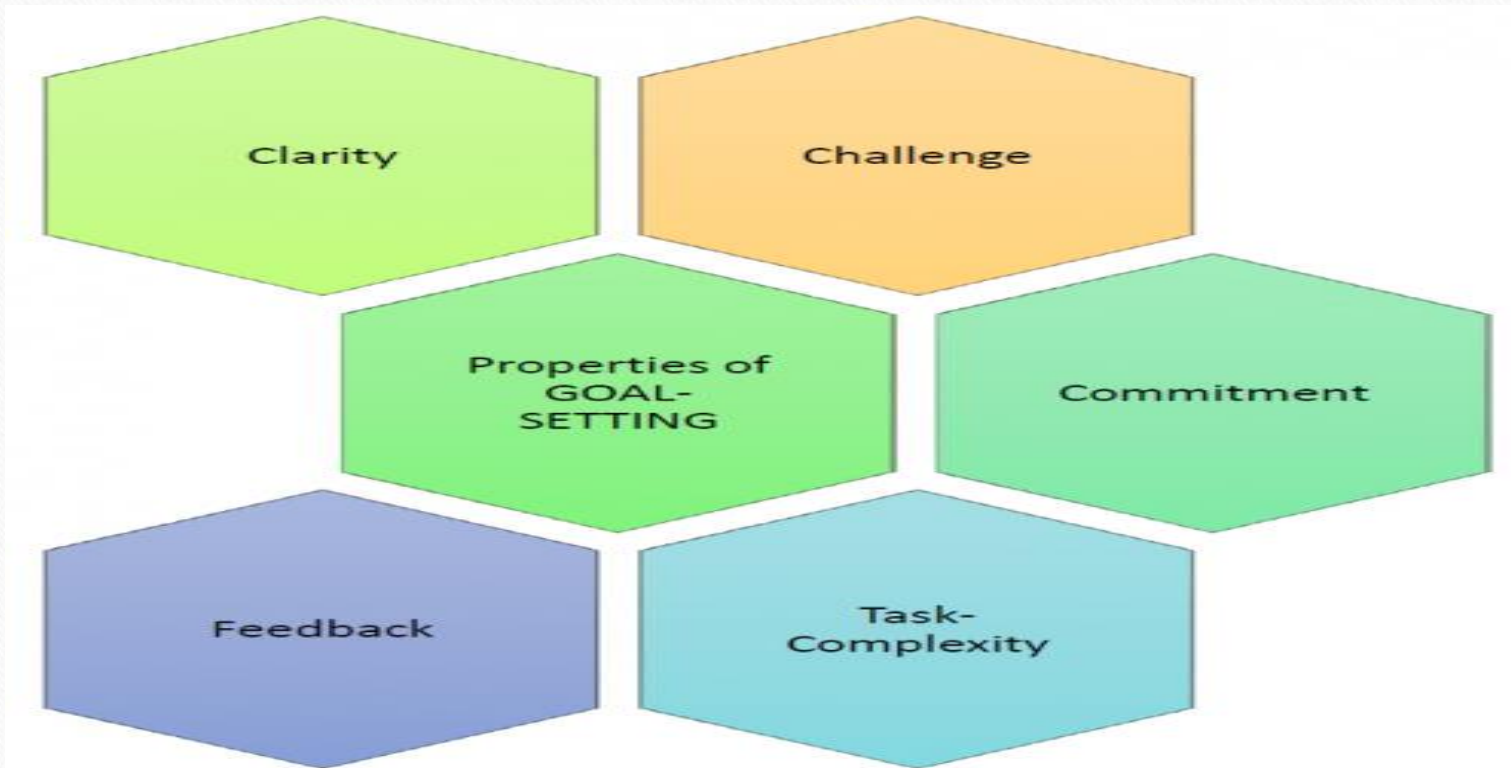 Clarity
Challenge
Properties of
GOAL-
SETTING
Commitment
Feedback
Task-
Complexity